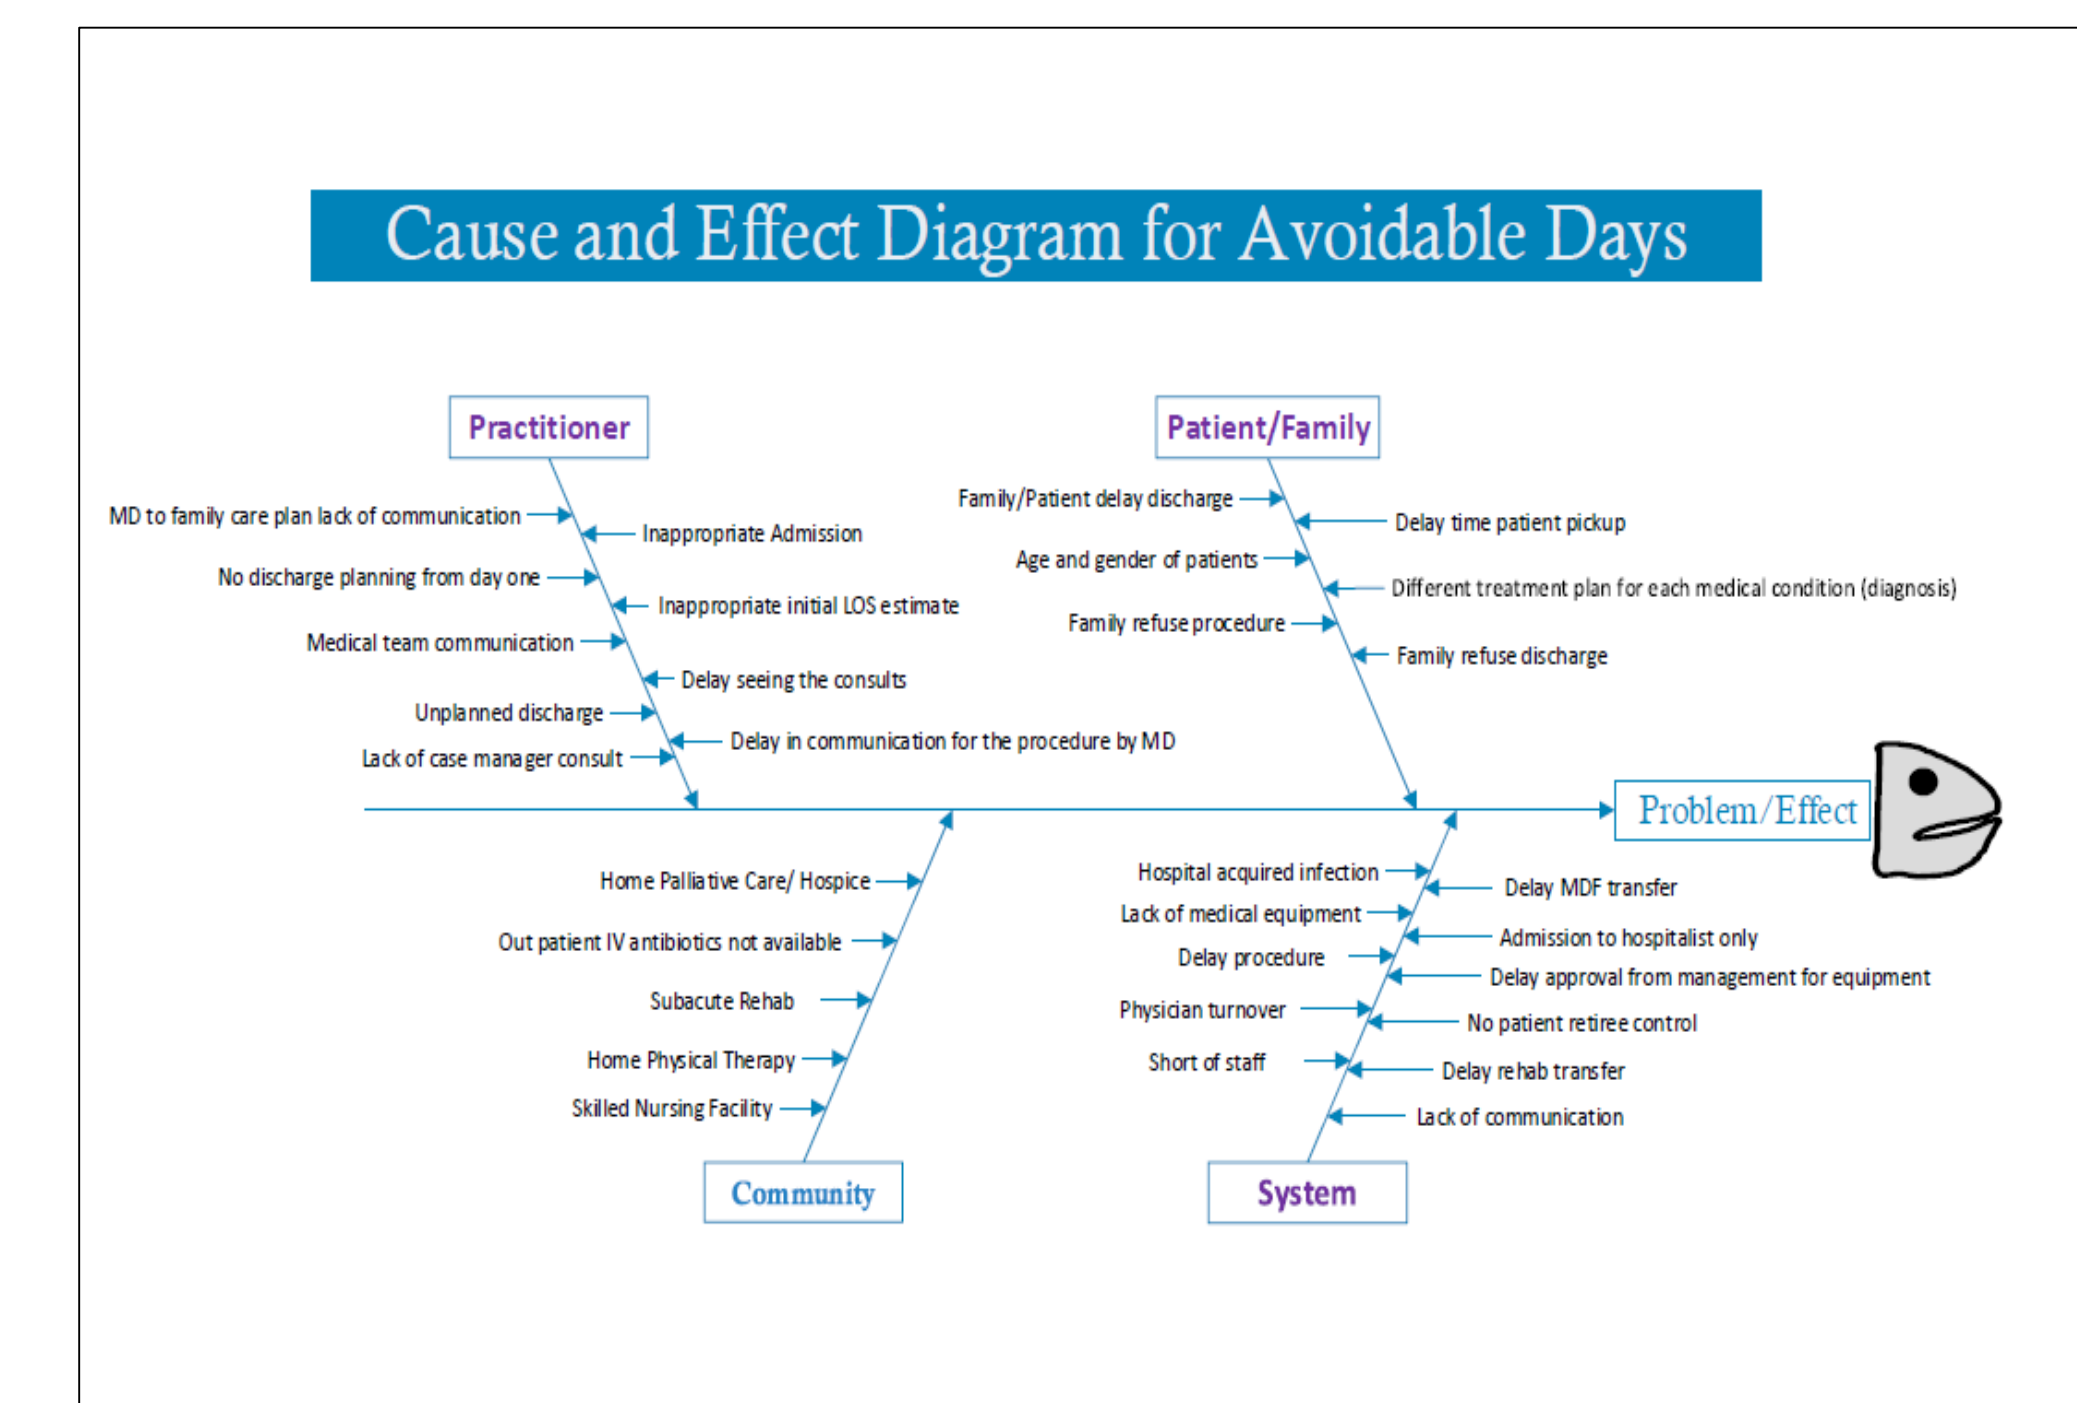 Cause and Effect Diagram for Avoidable Days
Practitioner
MD to family care plan lack of communication
Inappropriate Admission
No discharge planning from day one
Inappropriate initial LOS estimate
Medical team communication
Delay seeing the consults
Unplanned discharge
Delay in communication for the procedure by MD
Lack of case manager consult
Patient/Family
Family/Patient delay discharge
Delay time patient pickup
Age and gender of patients
Different treatment plan for each medical condition (diagnosis)
Family refuse procedure
Family refuse discharge
Problem/Effect
Home Palliative Care/ Hospice
Out patient IV antibiotics not available
Subacute Rehab
Home Physical Therapy
Skilled Nursing Facility
Community
Hospital acquired infection
Delay MDF transfer
Lack of medical equipment
Admission to hospitalist only
Delay procedure
Delay approval from management for equipment
Physician turnover
No patient retiree control
Short of staff
Delay rehab transfer
Lack of communication
System